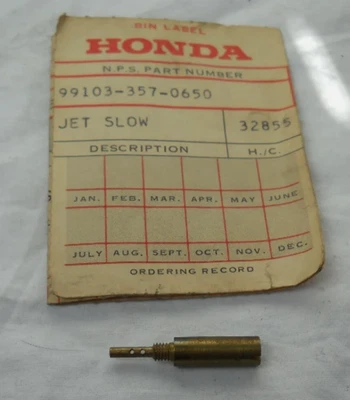 BIN LABEL
HONDA
N.P.S. PART NUMBER
99103-357-0650
JET SLOW 32855
DESCRIPTION H./C.
JAN. FEB. MAR. APR. MAY JUNE
JULY AUG. SEPT. OCT. NOV. DEC.
ORDERING RECORD